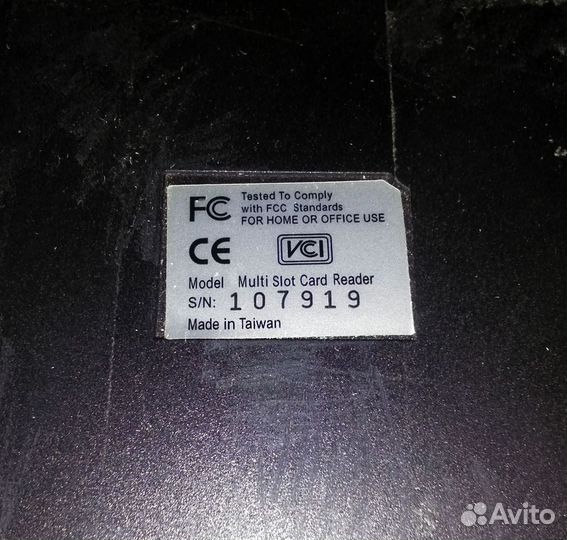 FC
Tested To Comply
with FCC Standards
FOR HOME OR OFFICE USE
CE
VCI
Model Multi Slot Card Reader
S/N: 107919
Made in Taiwan
Avito